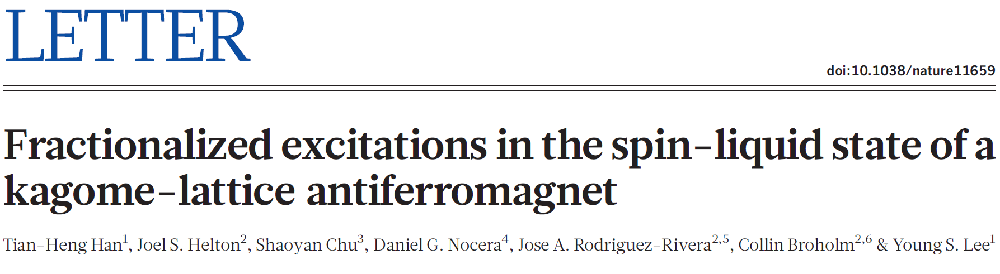 LETTER
doi:10.1038/nature11659
Fractionalized excitations in the spin-liquid state of a
kagome-lattice antiferromagnet
Tian-Heng Han¹, Joel S. Helton², Shaoyan Chu³, Daniel G. Nocera⁴, Jose A. Rodriguez-Rivera²,⁵, Collin Broholm²,⁶ & Young S. Lee¹